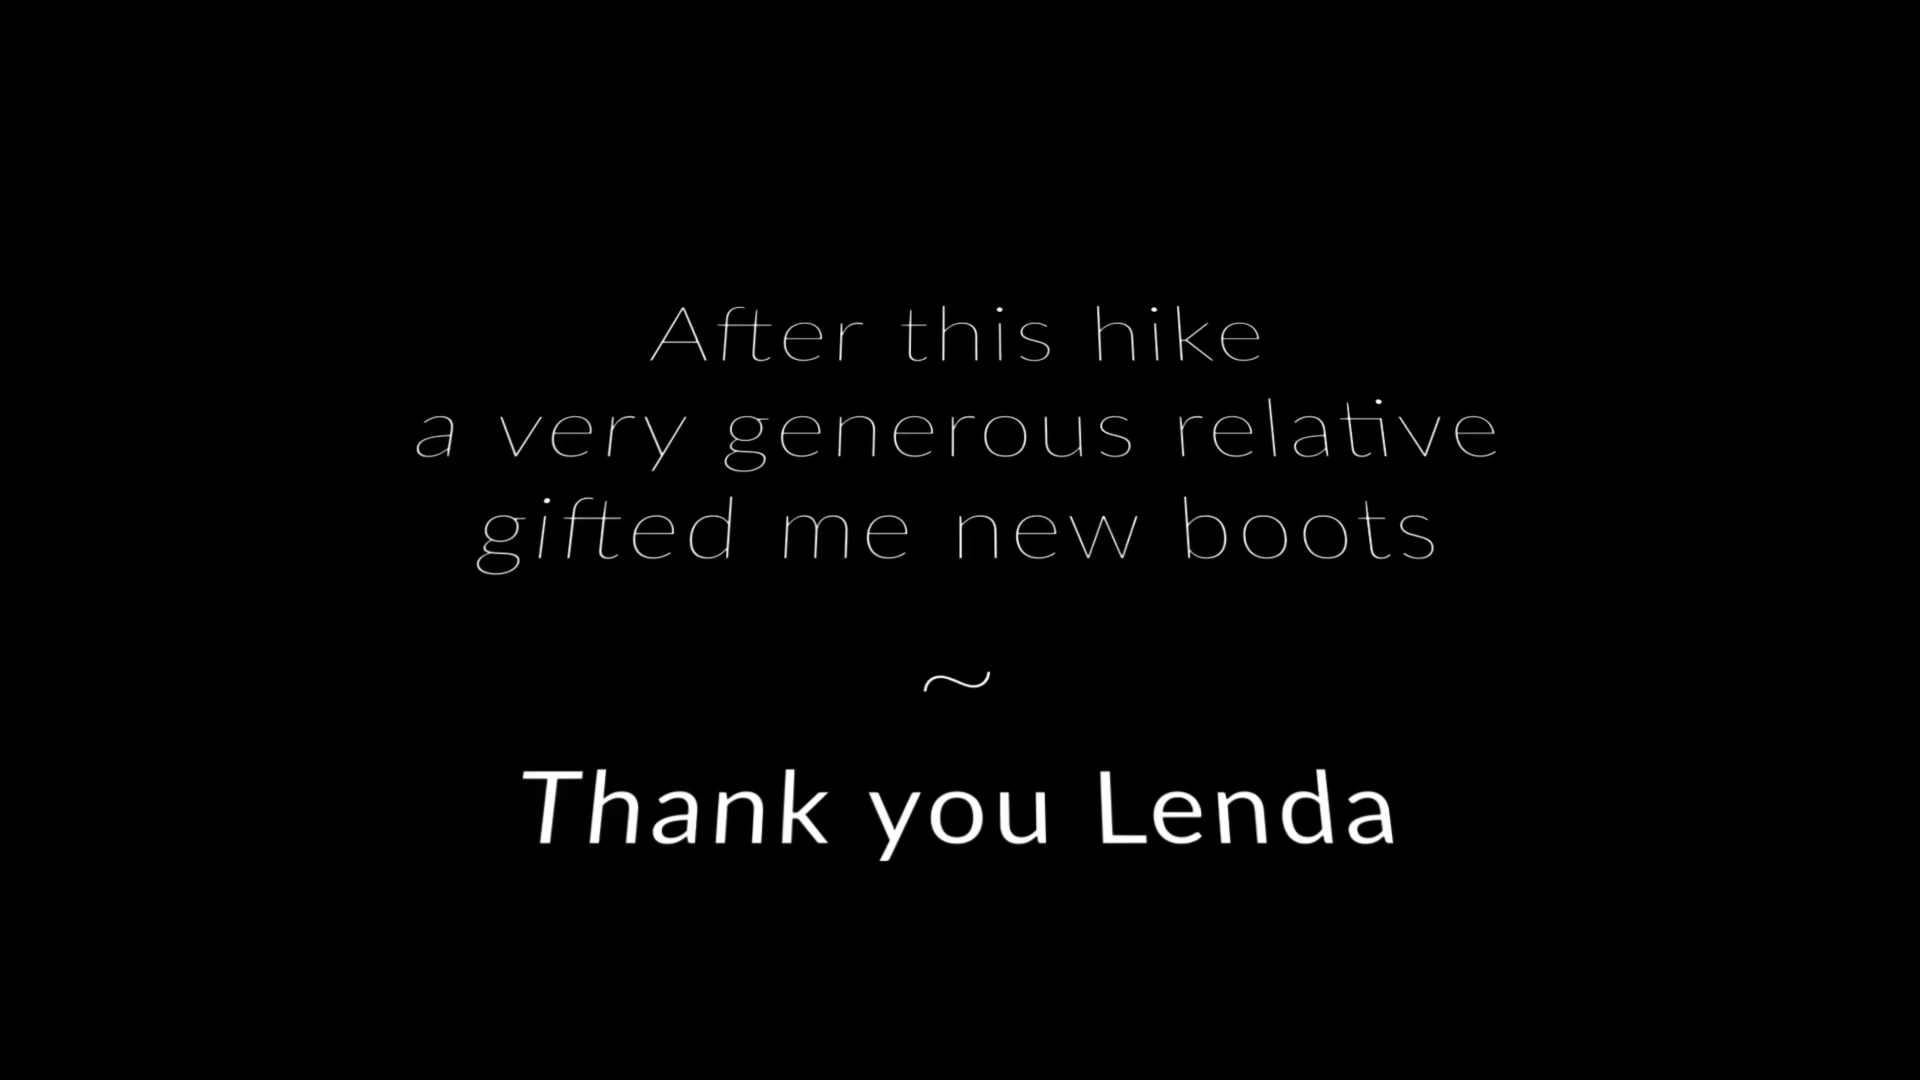 After this hike
a very generous relative
gifted me new boots
~
Thank you Lenda